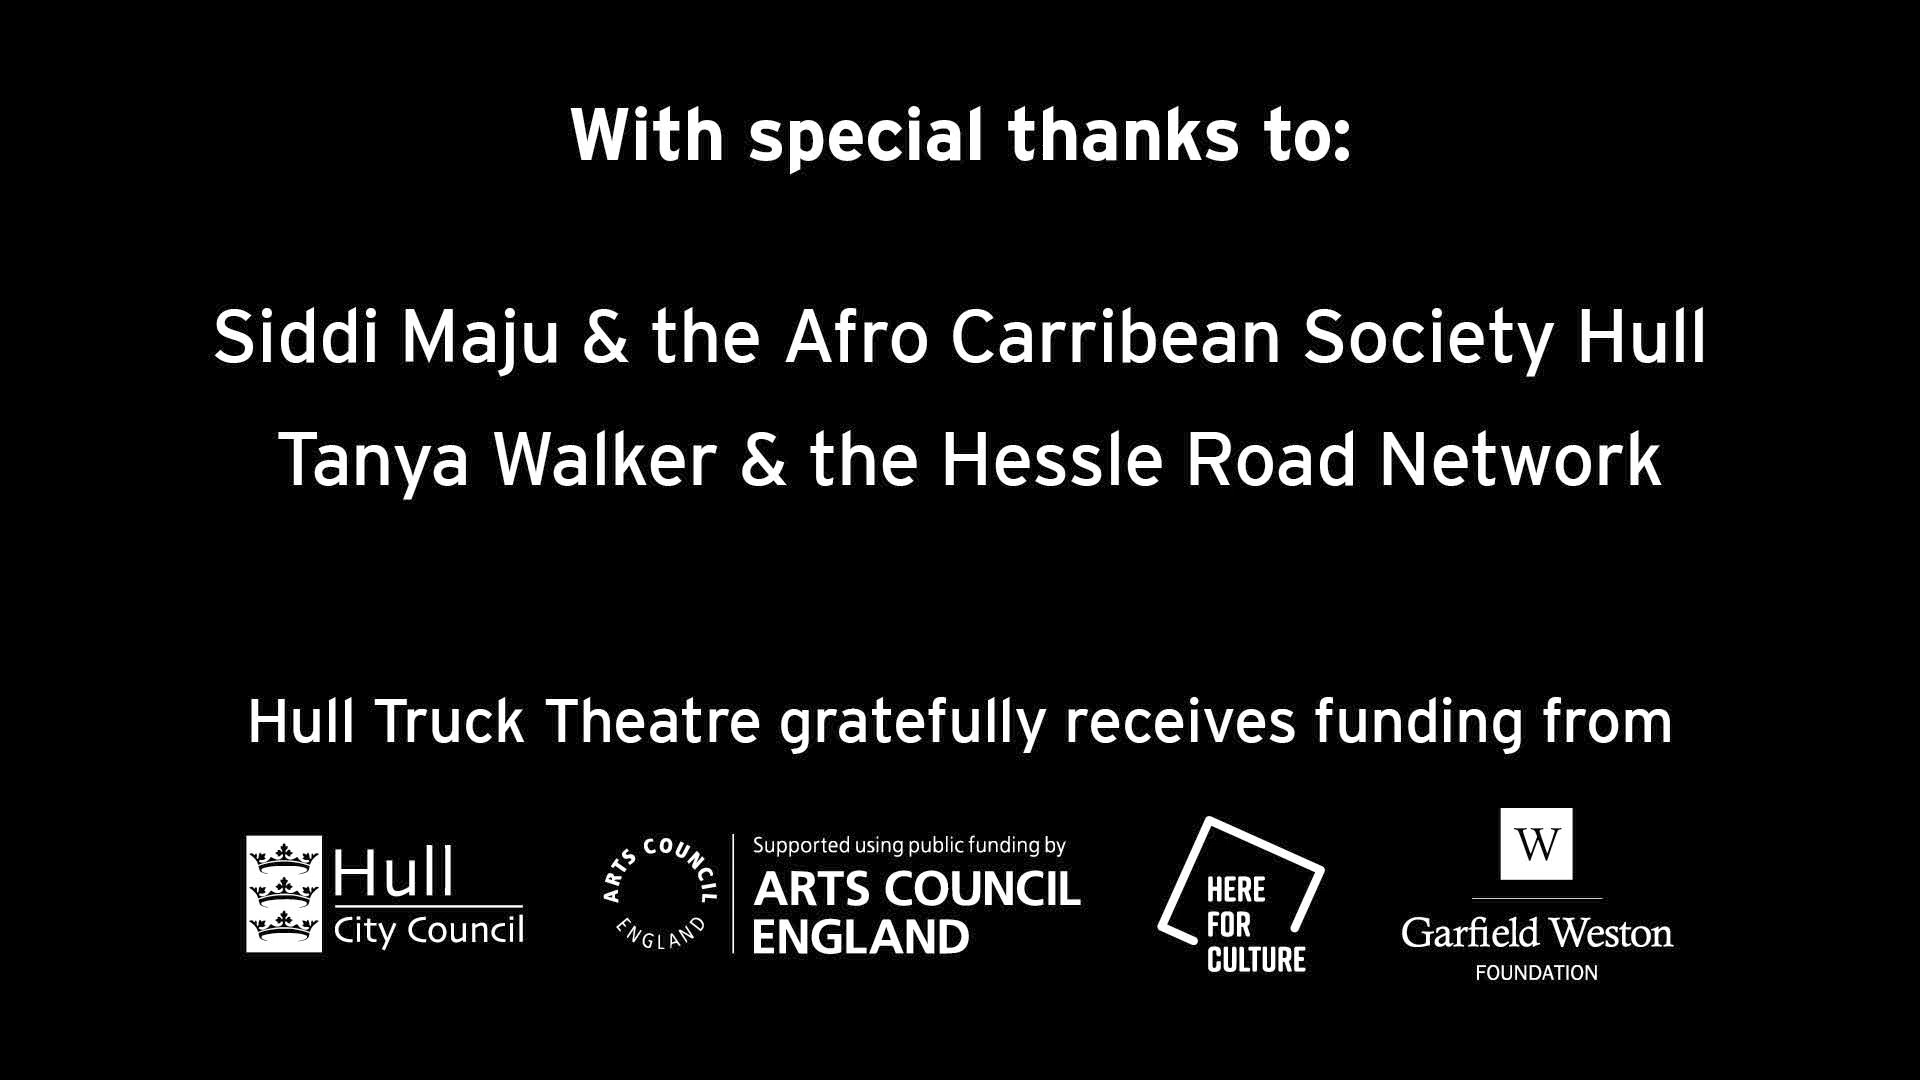 With special thanks to:
Siddi Maju & the Afro Carribean Society Hull
Tanya Walker & the Hessle Road Network
Hull Truck Theatre gratefully receives funding from
Hull
City Council
ARTS COUNCIL
ENGLAND
Supported using public funding by
ARTS COUNCIL
ENGLAND
HERE
FOR
CULTURE
W
Garfield Weston
FOUNDATION